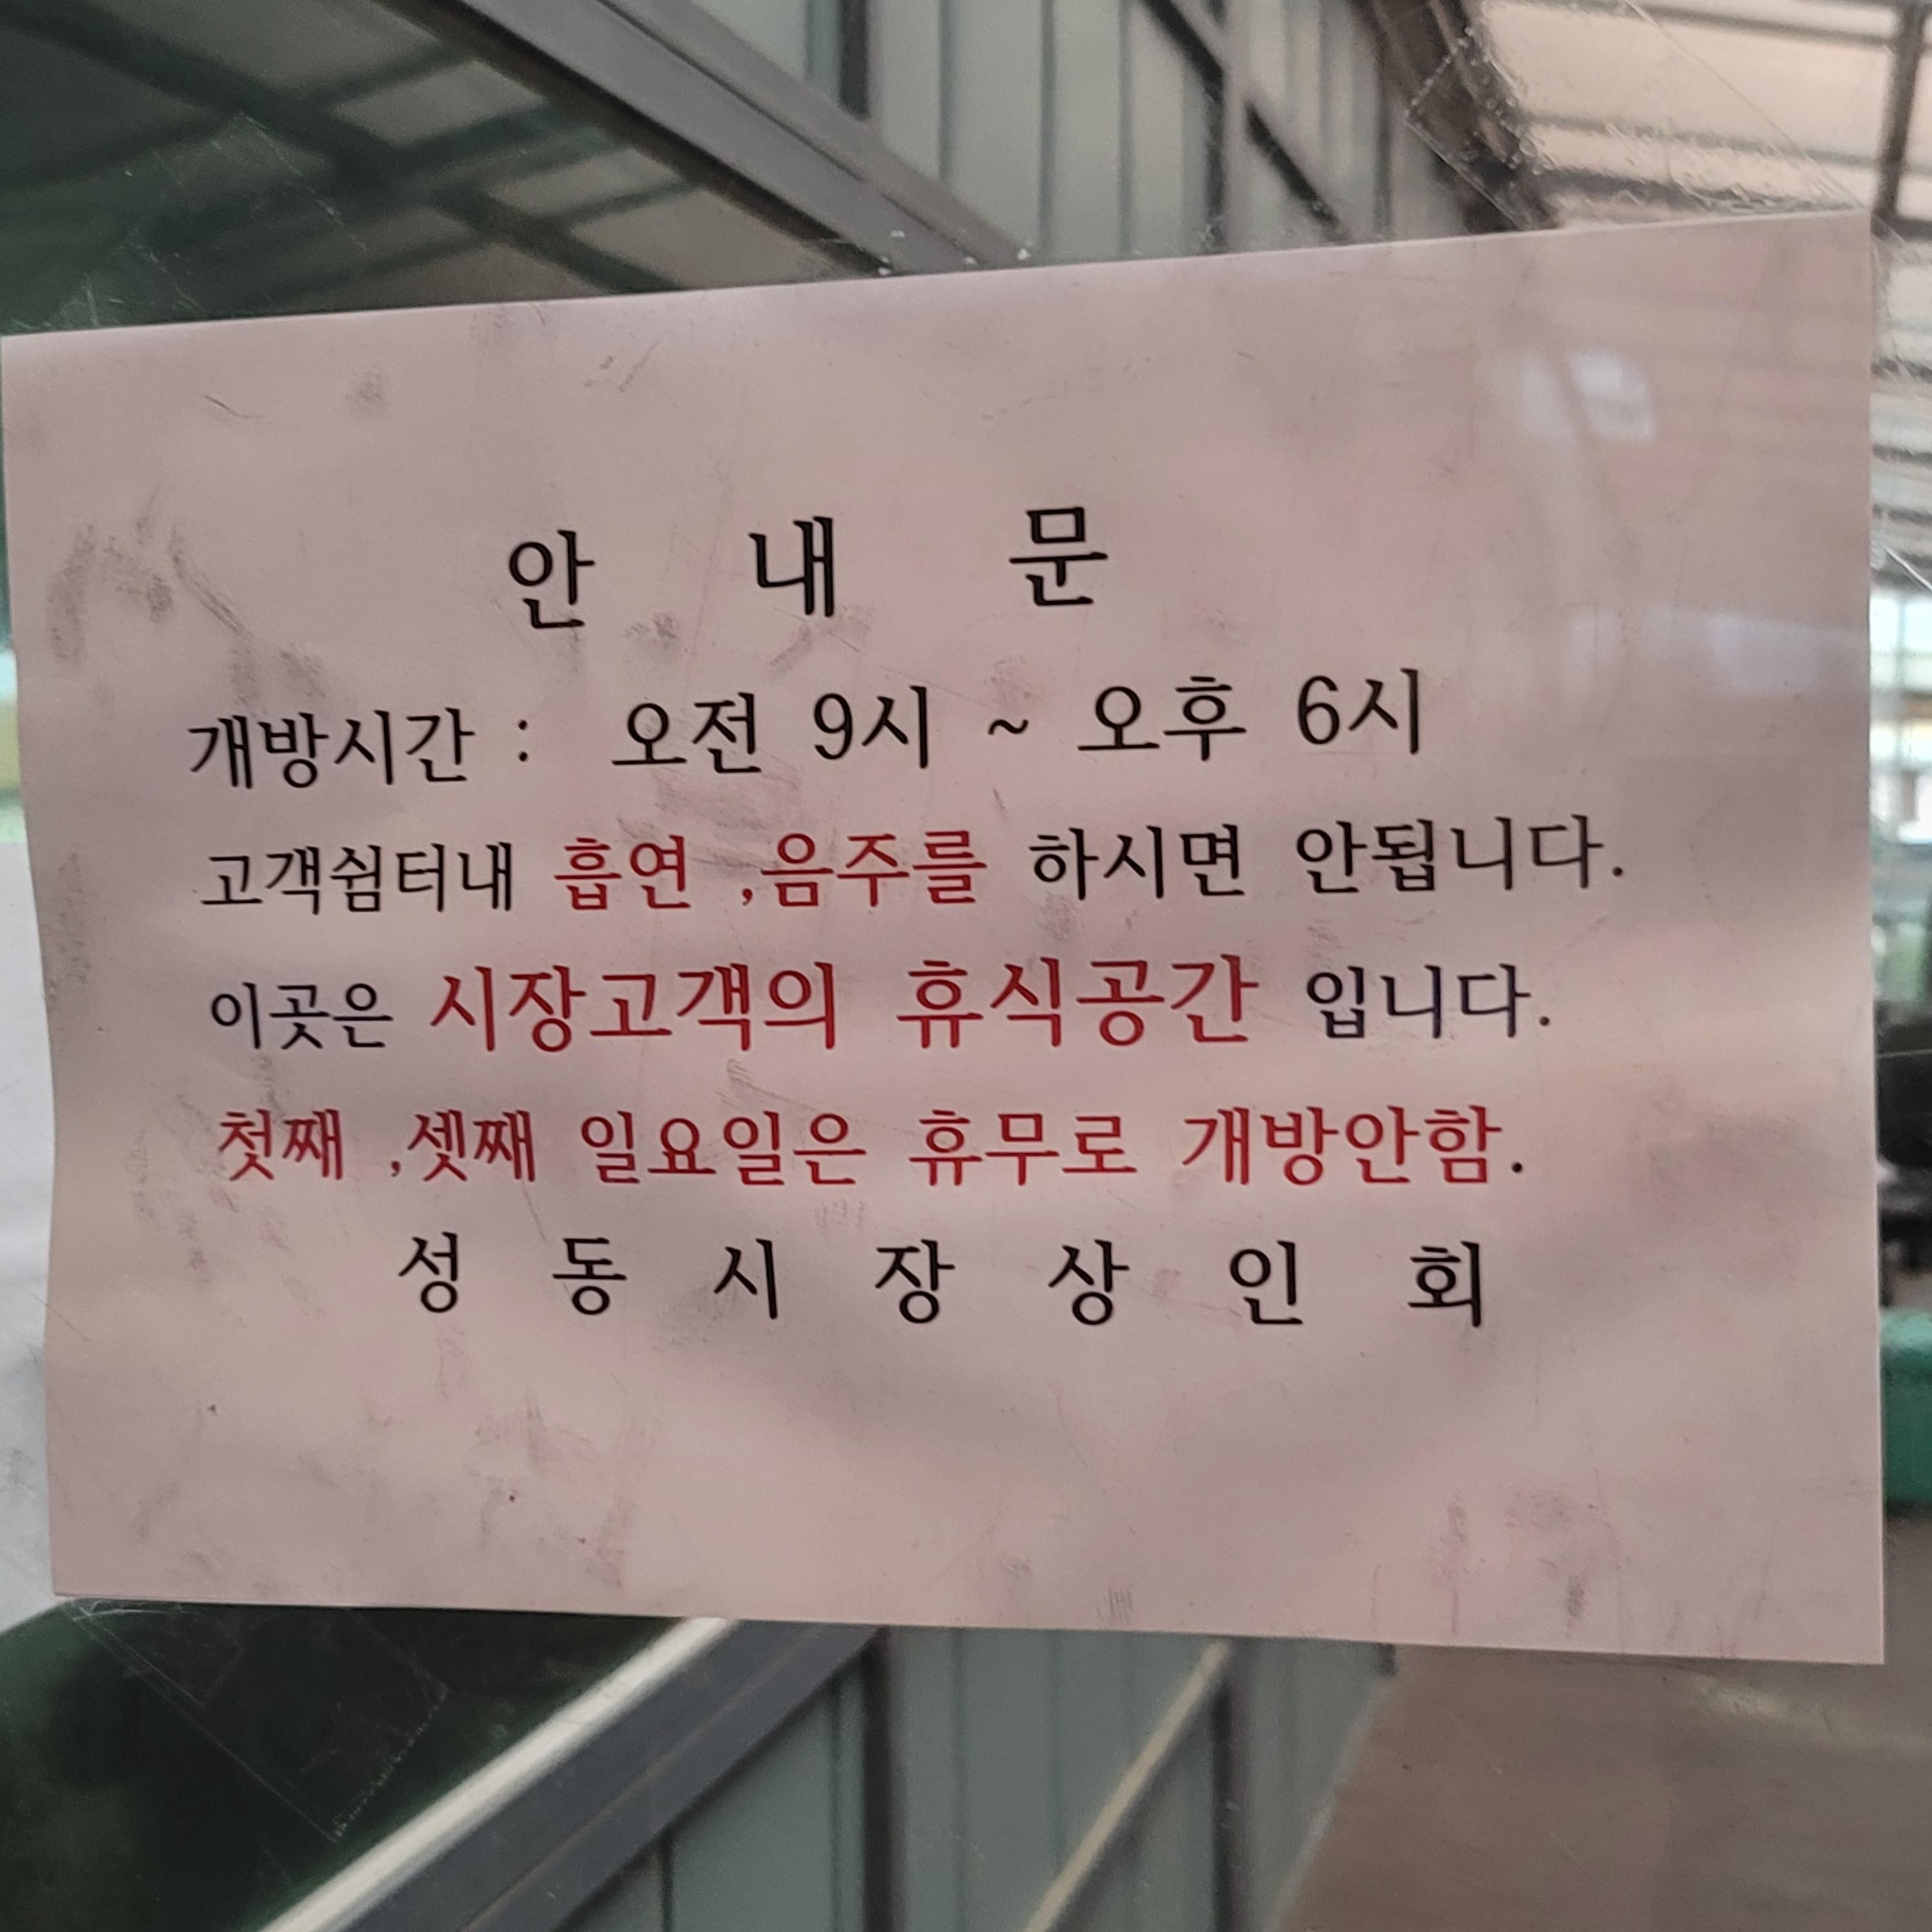 안 내 문
개방시간 : 오전 9시 ~ 오후 6시
고객쉼터내 흡연 ,음주를 하시면 안됩니다.
이곳은 시장고객의 휴식공간 입니다.
첫째 ,셋째 일요일은 휴무로 개방안함.
성 동 시 장 상 인 회